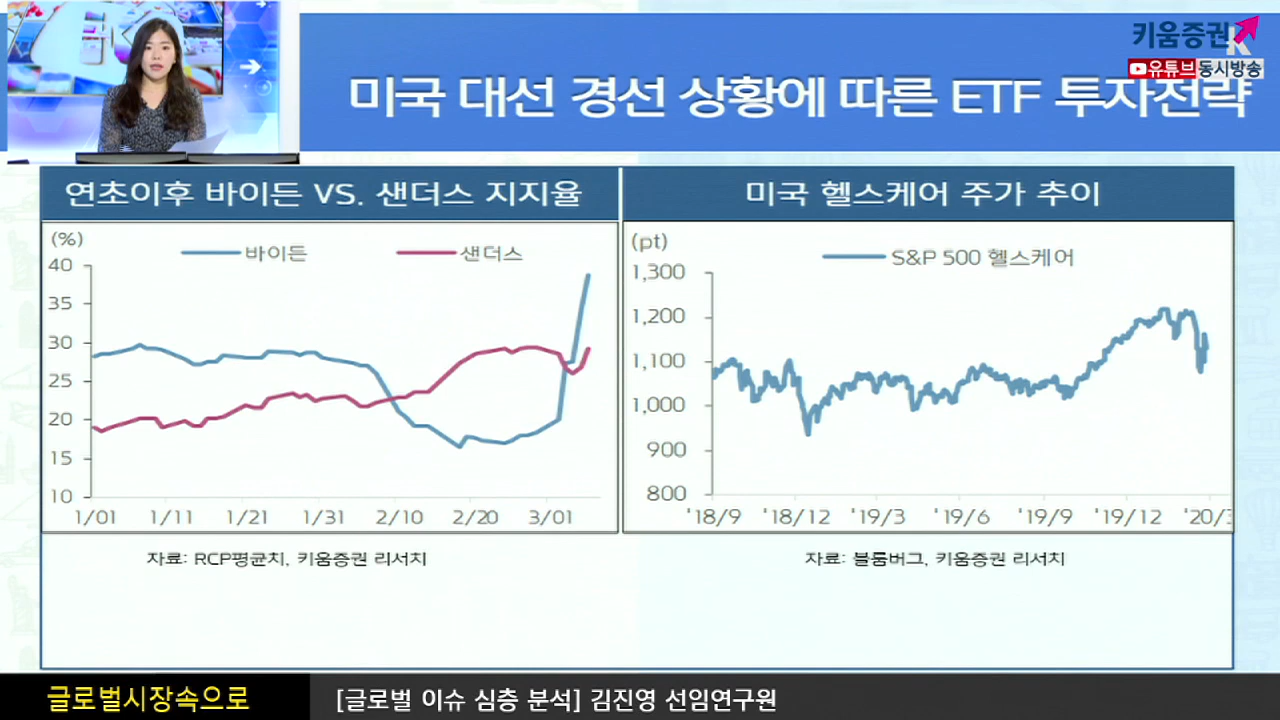 키움증권
유튜브 동시방송
미국 대선 경선 상황에 따른 ETF 투자전략
연초이후 바이든 VS. 샌더스 지지율
(%)
바이든
샌더스
40
35
30
25
20
15
10
1/01
1/11
1/21
1/31
2/10
2/20
3/01
자료: RCP평균치, 키움증권 리서치
미국 헬스케어 주가 추이
(pt)
S&P 500 헬스케어
1,300
1,200
1,100
1,000
900
800
'18/9
'18/12
'19/3
'19/6
'19/9
'19/12
'20/3
자료: 블룸버그, 키움증권 리서치
글로벌시장속으로
[글로벌 이슈 심층 분석] 김진영 선임연구원